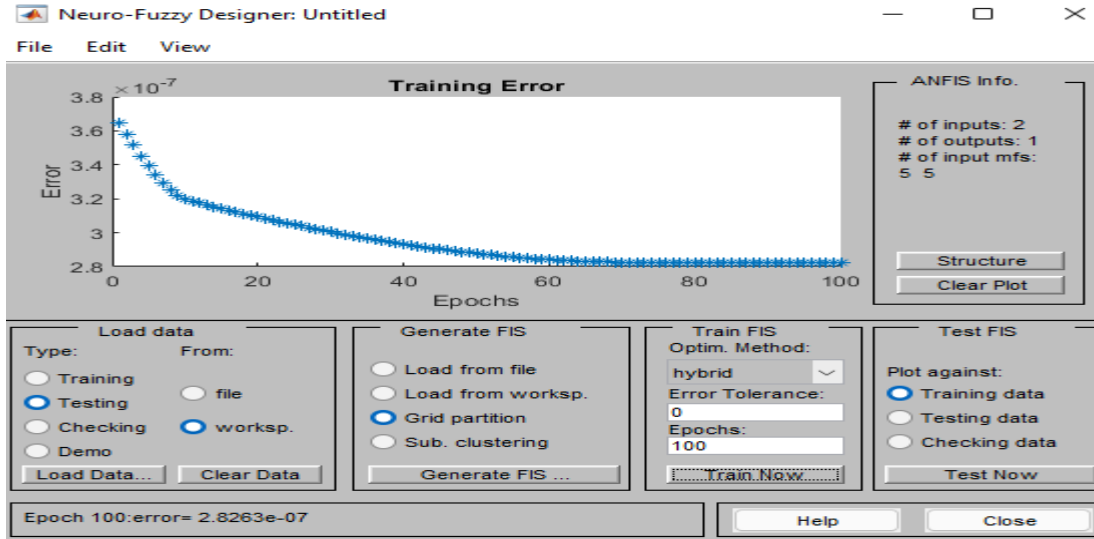 Neuro-Fuzzy Designer: Untitled
File Edit View
× 10-7
Training Error
3.8
3.6
3.4
3.2
3
2.8
Error
0 20 40 60 80 100
Epochs
ANFIS Info.
# of inputs: 2
# of outputs: 1
# of input mfs:
5 5
Structure
Clear Plot
Load data
Type: From:
Training
file
Testing
Checking
worksp.
Demo
Load Data... Clear Data
Generate FIS
Load from file
Load from worksp.
Grid partition
Sub. clustering
Generate FIS ...
Train FIS
Optim. Method:
hybrid
Error Tolerance:
0
Epochs:
100
Train Now
Test FIS
Plot against:
Training data
Testing data
Checking data
Test Now
Epoch 100:error= 2.8263e-07
Help Close